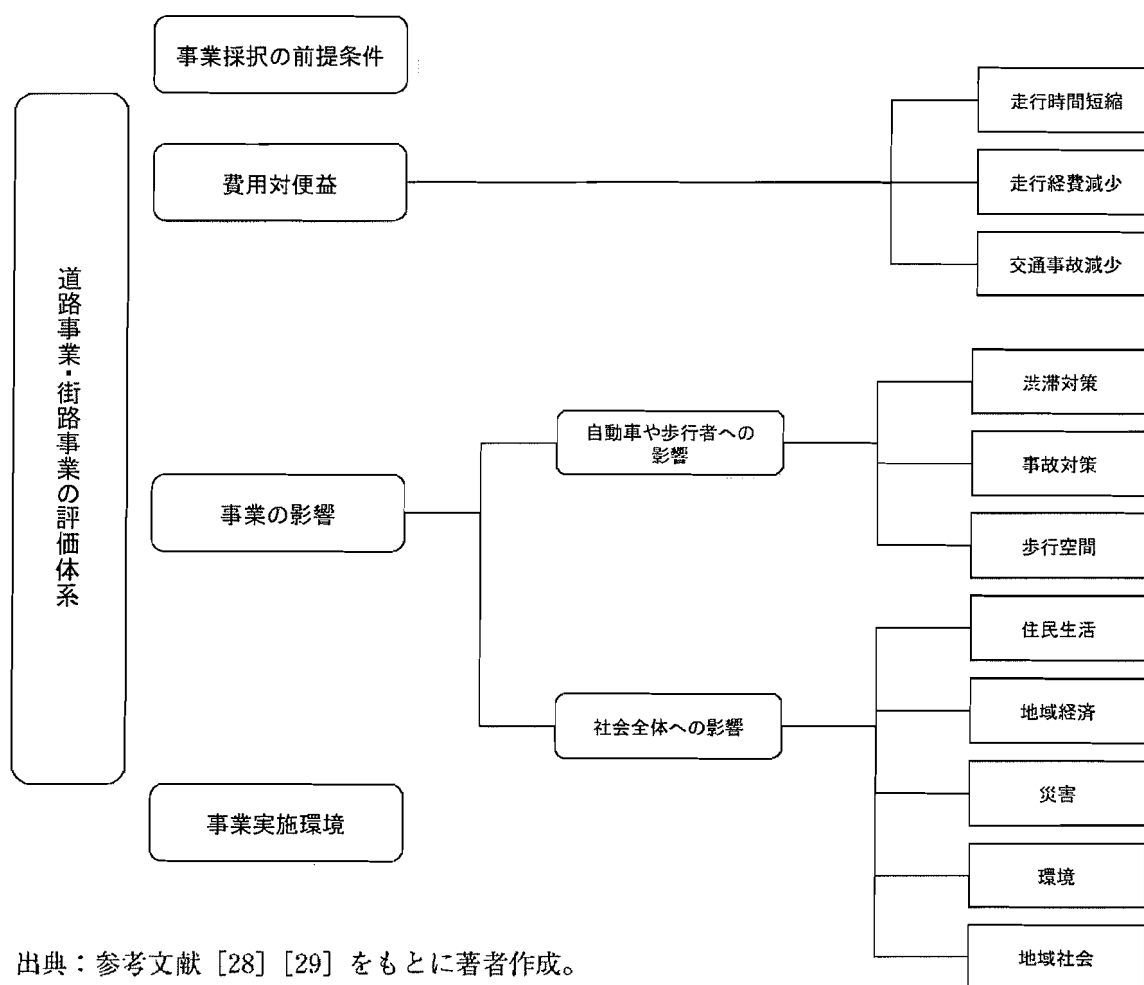 道路事業・街路事業の評価体系
事業採択の前提条件
費用対便益
走行時間短縮
走行経費減少
交通事故減少
事業の影響
自動車や歩行者への
影響
渋滞対策
事故対策
歩行空間
社会全体への影響
住民生活
地域経済
災害
環境
地域社会
事業実施環境
出典：参考文献［28］［29］をもとに著者作成。